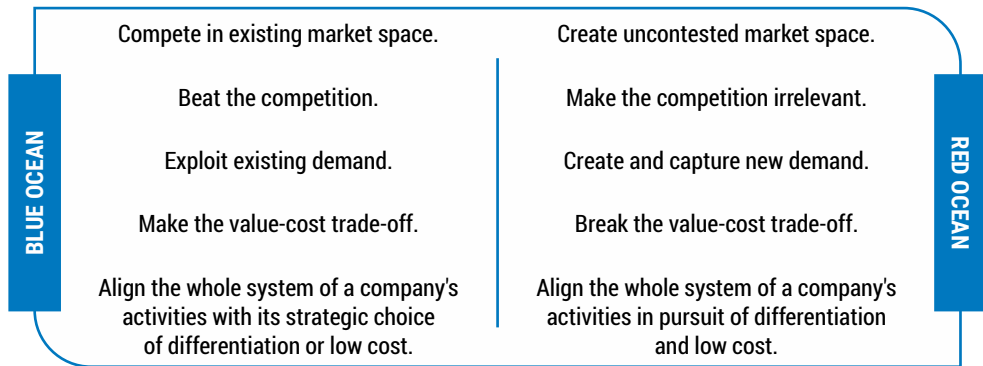 Compete in existing market space.
Create uncontested market space.
Beat the competition.
Make the competition irrelevant.
BLUE OCEAN
Exploit existing demand.
Create and capture new demand.
RED OCEAN
Make the value-cost trade-off.
Break the value-cost trade-off.
Align the whole system of a company's
activities with its strategic choice
of differentiation or low cost.
Align the whole system of a company's
activities in pursuit of differentiation
and low cost.